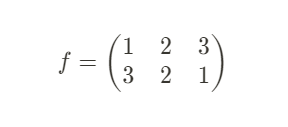 f = (1 2 3
3 2 1)